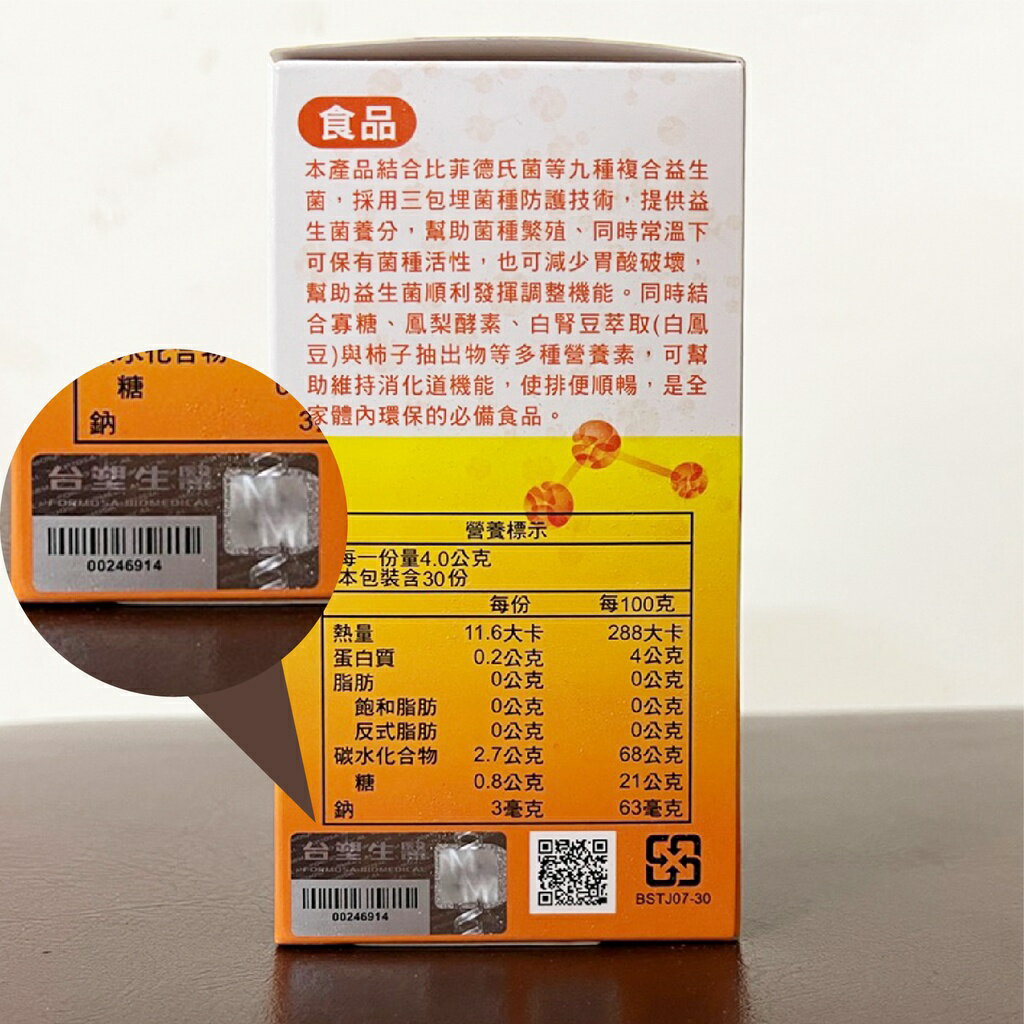 食品
本產品結合比菲德氏菌等九種複合益生
菌，採用三包埋菌種防護技術，提供益
生菌養分，幫助菌種繁殖、同時常溫下
可保有菌種活性，也可減少胃酸破壞，
幫助益生菌順利發揮調整機能。同時結
合寡糖、鳳梨酵素、白腎豆萃取(白鳳
豆)與柿子抽出物等多種營養素，可幫
助維持消化道機能，使排便順暢，是全
家體內環保的必備食品。
水化合物
糖 0
鈉 3
台塑生醫
FORMOSA BIOMEDICAL
00246914
營養標示
每一份量4.0公克
本包裝含30份
每份 每100克
熱量 11.6大卡 288大卡
蛋白質 0.2公克 4公克
脂肪 0公克 0公克
飽和脂肪 0公克 0公克
反式脂肪 0公克 0公克
碳水化合物 2.7公克 68公克
糖 0.8公克 21公克
鈉 3毫克 63毫克
台塑生醫
FORMOSA BIOMEDICAL
00246914
BSTJ07-30